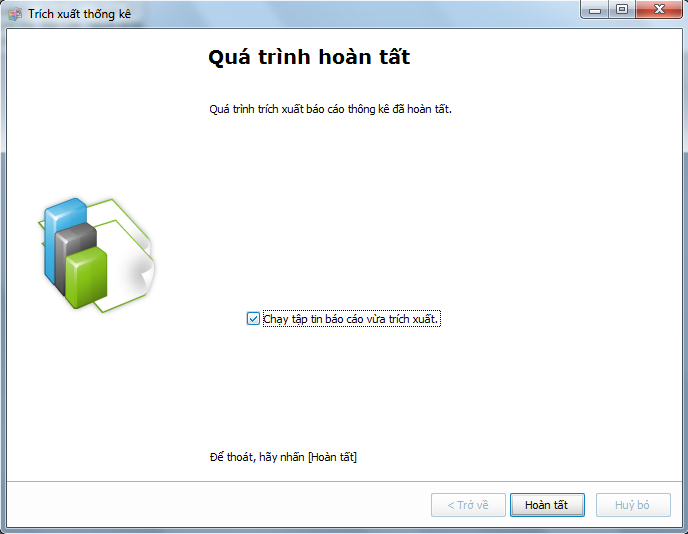 Trích xuất thống kê
Quá trình hoàn tất
Quá trình trích xuất báo cáo thông kê đã hoàn tất.
Chạy tập tin báo cáo vừa trích xuất.
Để thoát, hãy nhấn [Hoàn tất]
< Trở về
Hoàn tất
Huỷ bỏ